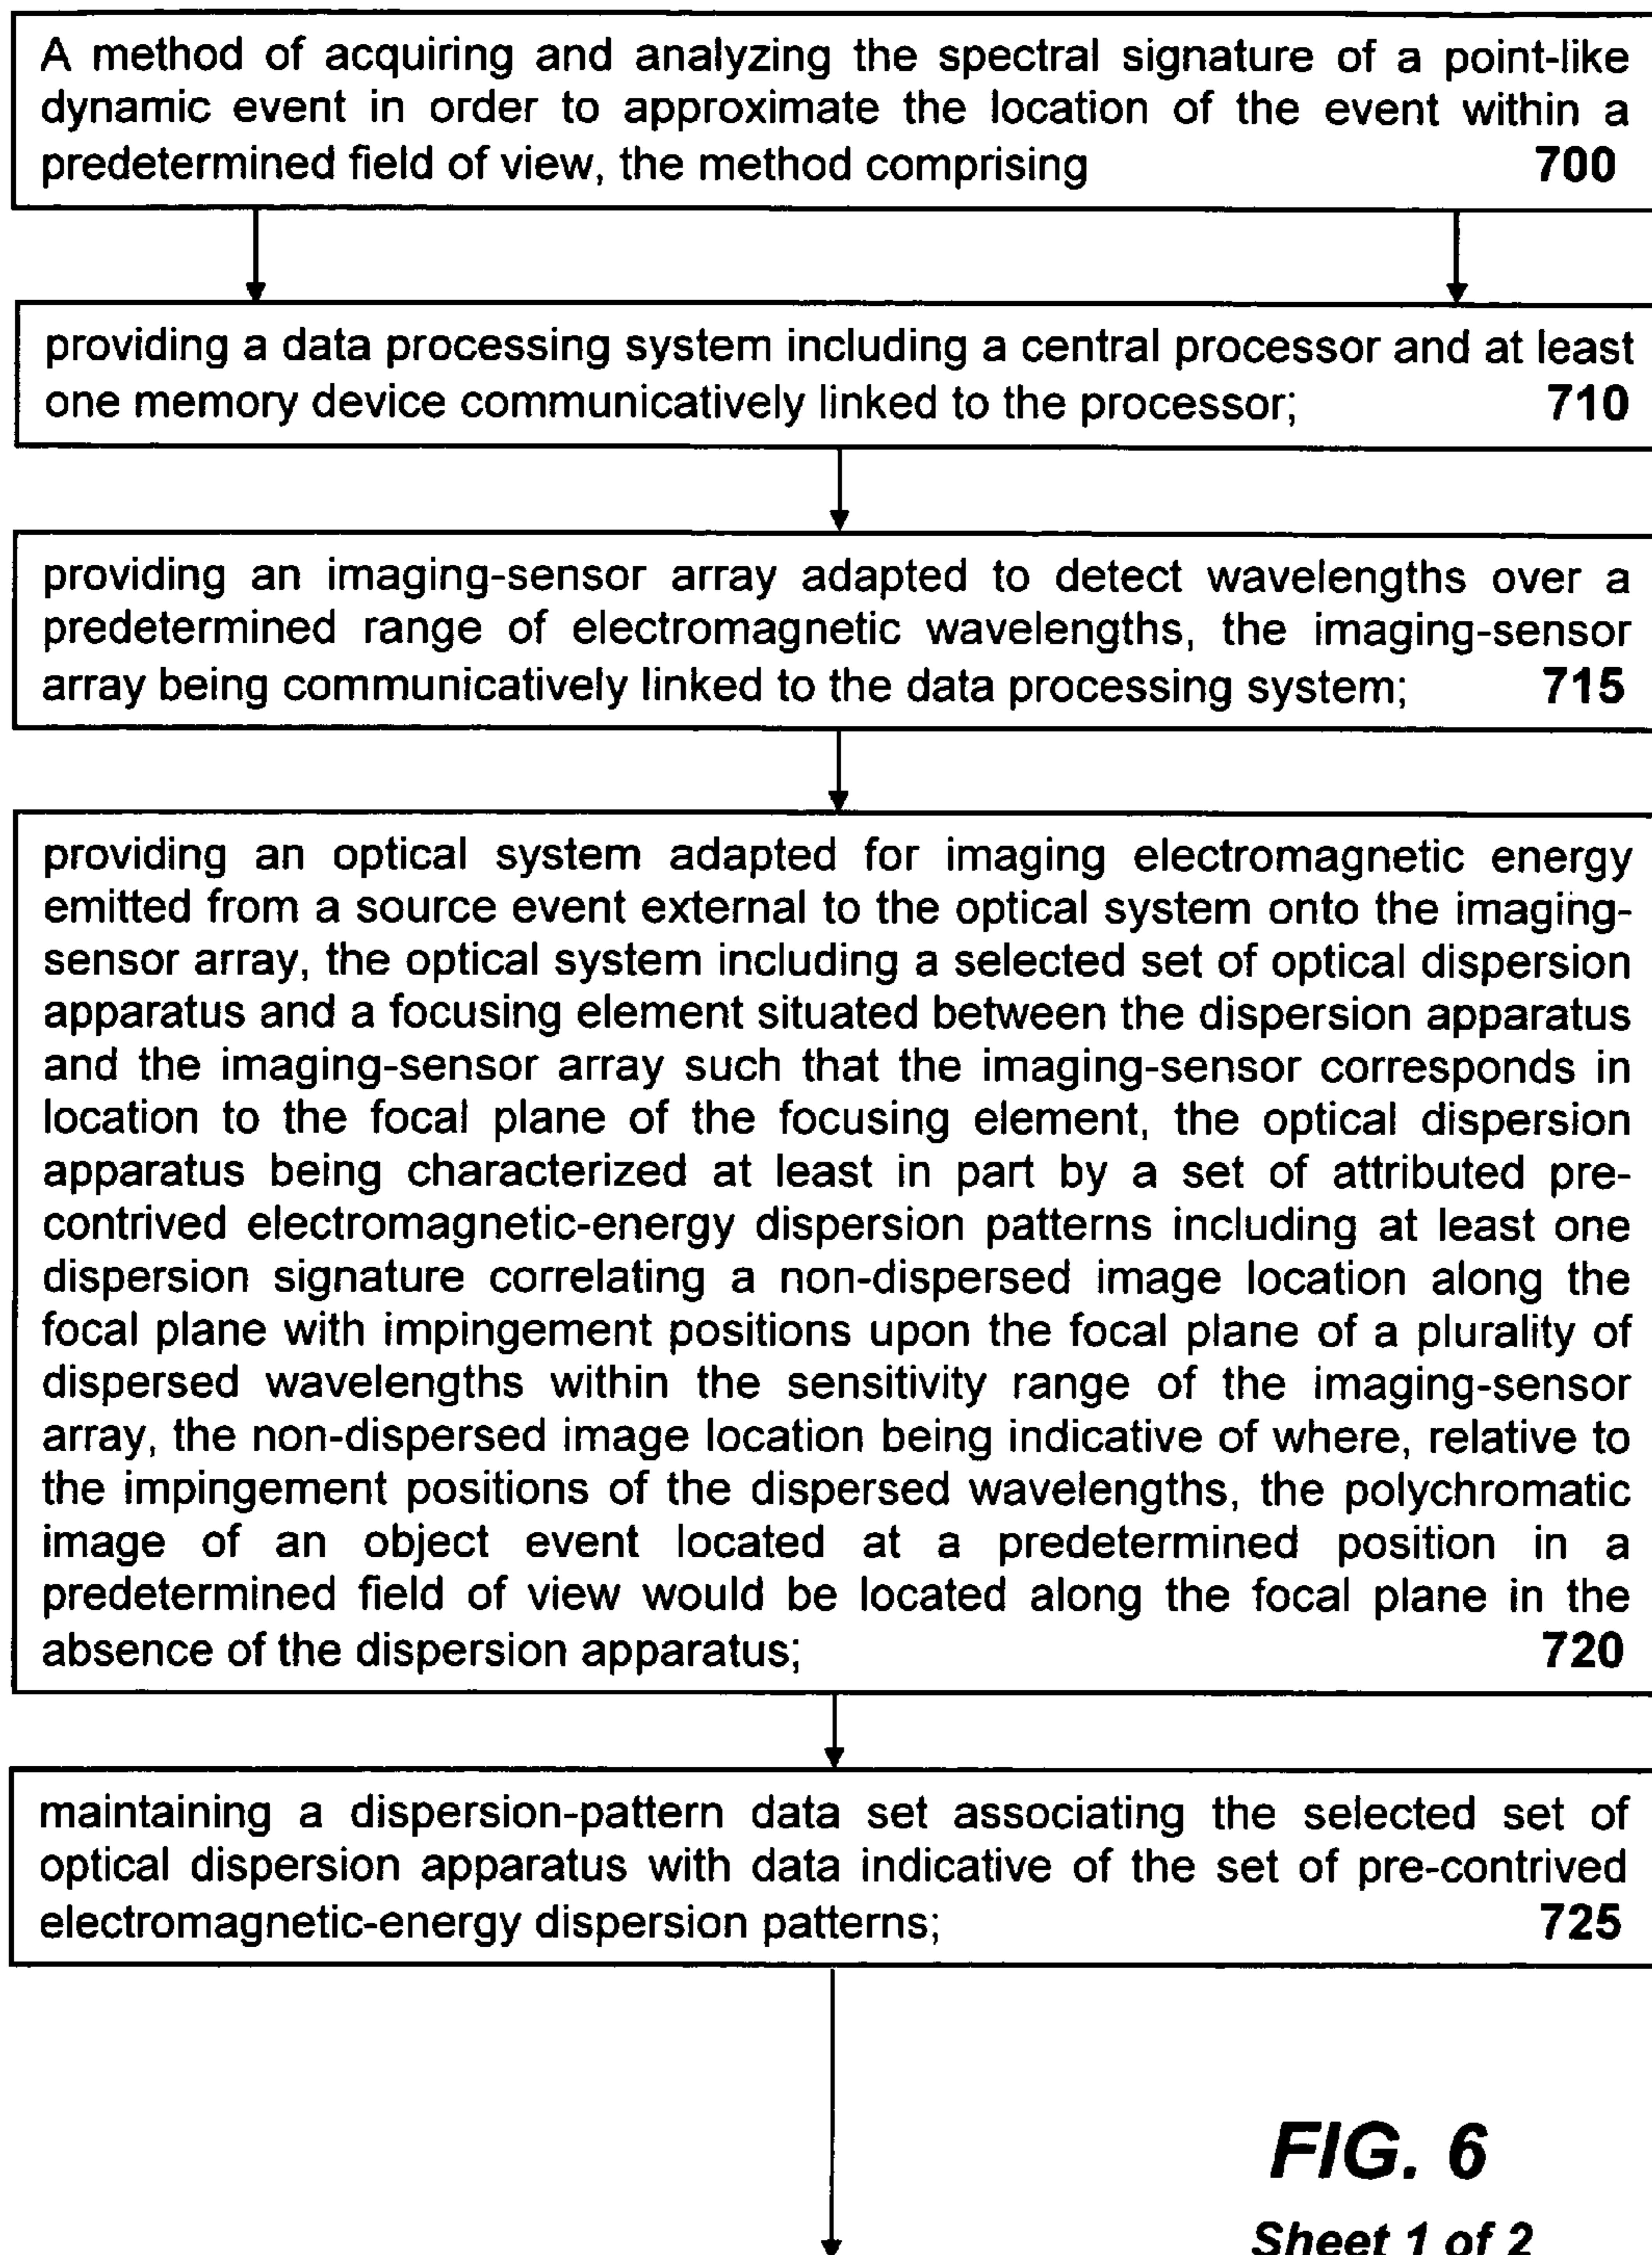 A method of acquiring and analyzing the spectral signature of a point-like
dynamic event in order to approximate the location of the event within a
predetermined field of view, the method comprising 700
providing a data processing system including a central processor and at least
one memory device communicatively linked to the processor; 710
providing an imaging-sensor array adapted to detect wavelengths over a
predetermined range of electromagnetic wavelengths, the imaging-sensor
array being communicatively linked to the data processing system; 715
providing an optical system adapted for imaging electromagnetic energy
emitted from a source event external to the optical system onto the imaging-
sensor array, the optical system including a selected set of optical dispersion
apparatus and a focusing element situated between the dispersion apparatus
and the imaging-sensor array such that the imaging-sensor corresponds in
location to the focal plane of the focusing element, the optical dispersion
apparatus being characterized at least in part by a set of attributed pre-
contrived electromagnetic-energy dispersion patterns including at least one
dispersion signature correlating a non-dispersed image location along the
focal plane with impingement positions upon the focal plane of a plurality of
dispersed wavelengths within the sensitivity range of the imaging-sensor
array, the non-dispersed image location being indicative of where, relative to
the impingement positions of the dispersed wavelengths, the polychromatic
image of an object event located at a predetermined position in a
predetermined field of view would be located along the focal plane in the
absence of the dispersion apparatus; 720
maintaining a dispersion-pattern data set associating the selected set of
optical dispersion apparatus with data indicative of the set of pre-contrived
electromagnetic-energy dispersion patterns; 725
FIG. 6
Sheet 1 of 2